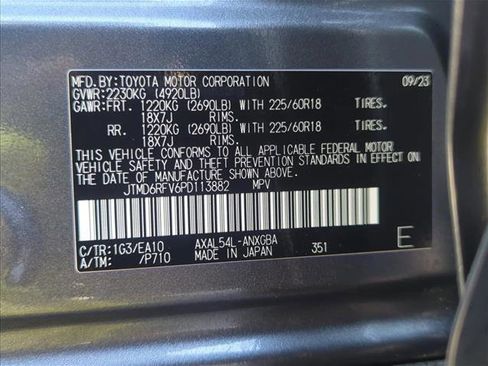 MFD.BY:TOYOTA MOTOR CORPORATION 09/23
GVWR:2230KG (4920LB)
GAWR:FRT. 1220KG (2690LB) WITH 225/60R18 TIRES.
18X7J RIMS.
RR. 1220KG (2690LB) WITH 225/60R18 TIRES.
18X7J RIMS.
THIS VEHICLE CONFORMS TO ALL APPLICABLE FEDERAL MOTOR
VEHICLE SAFETY AND THEFT PREVENTION STANDARDS IN EFFECT
ON THE DATE OF MANUFACTURE SHOWN ABOVE.
JTMD6RFV6PD113882 MPV
C/TR:1G3/EA10 AXAL54L-ANXGBA
A/TM: /P710 MADE IN JAPAN 351 E